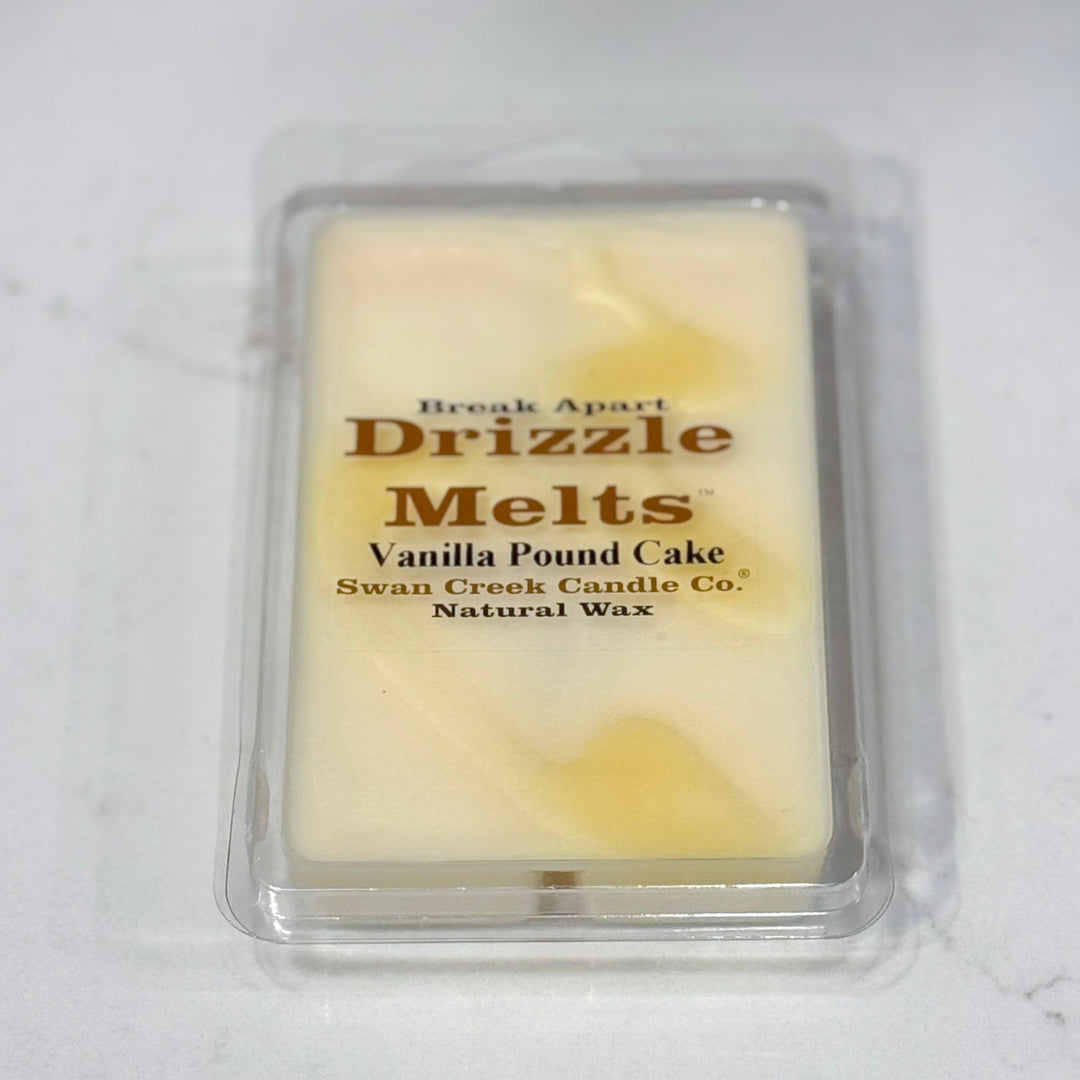 Break Apart
Drizzle
Melts™
Vanilla Pound Cake
Swan Creek Candle Co.®
Natural Wax